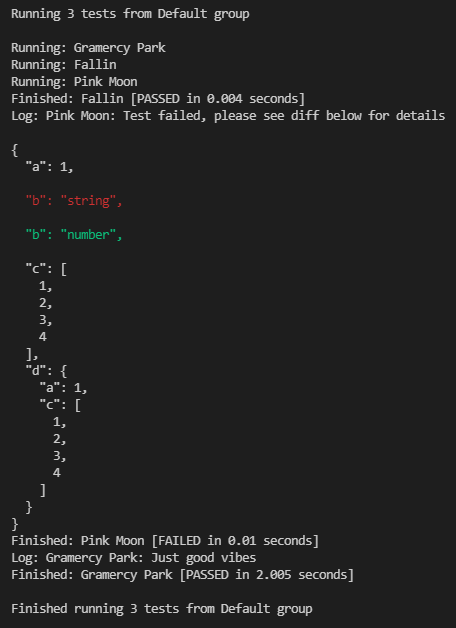 Running 3 tests from Default group
Running: Gramercy Park
Running: Fallin
Running: Pink Moon
Finished: Fallin [PASSED in 0.004 seconds]
Log: Pink Moon: Test failed, please see diff below for details
{
"a": 1,
"b": "string",
"b": "number",
"c": [
1,
2,
3,
4
],
"d": {
"a": 1,
"c": [
1,
2,
3,
4
]
}
}
Finished: Pink Moon [FAILED in 0.01 seconds]
Log: Gramercy Park: Just good vibes
Finished: Gramercy Park [PASSED in 2.005 seconds]
Finished running 3 tests from Default group